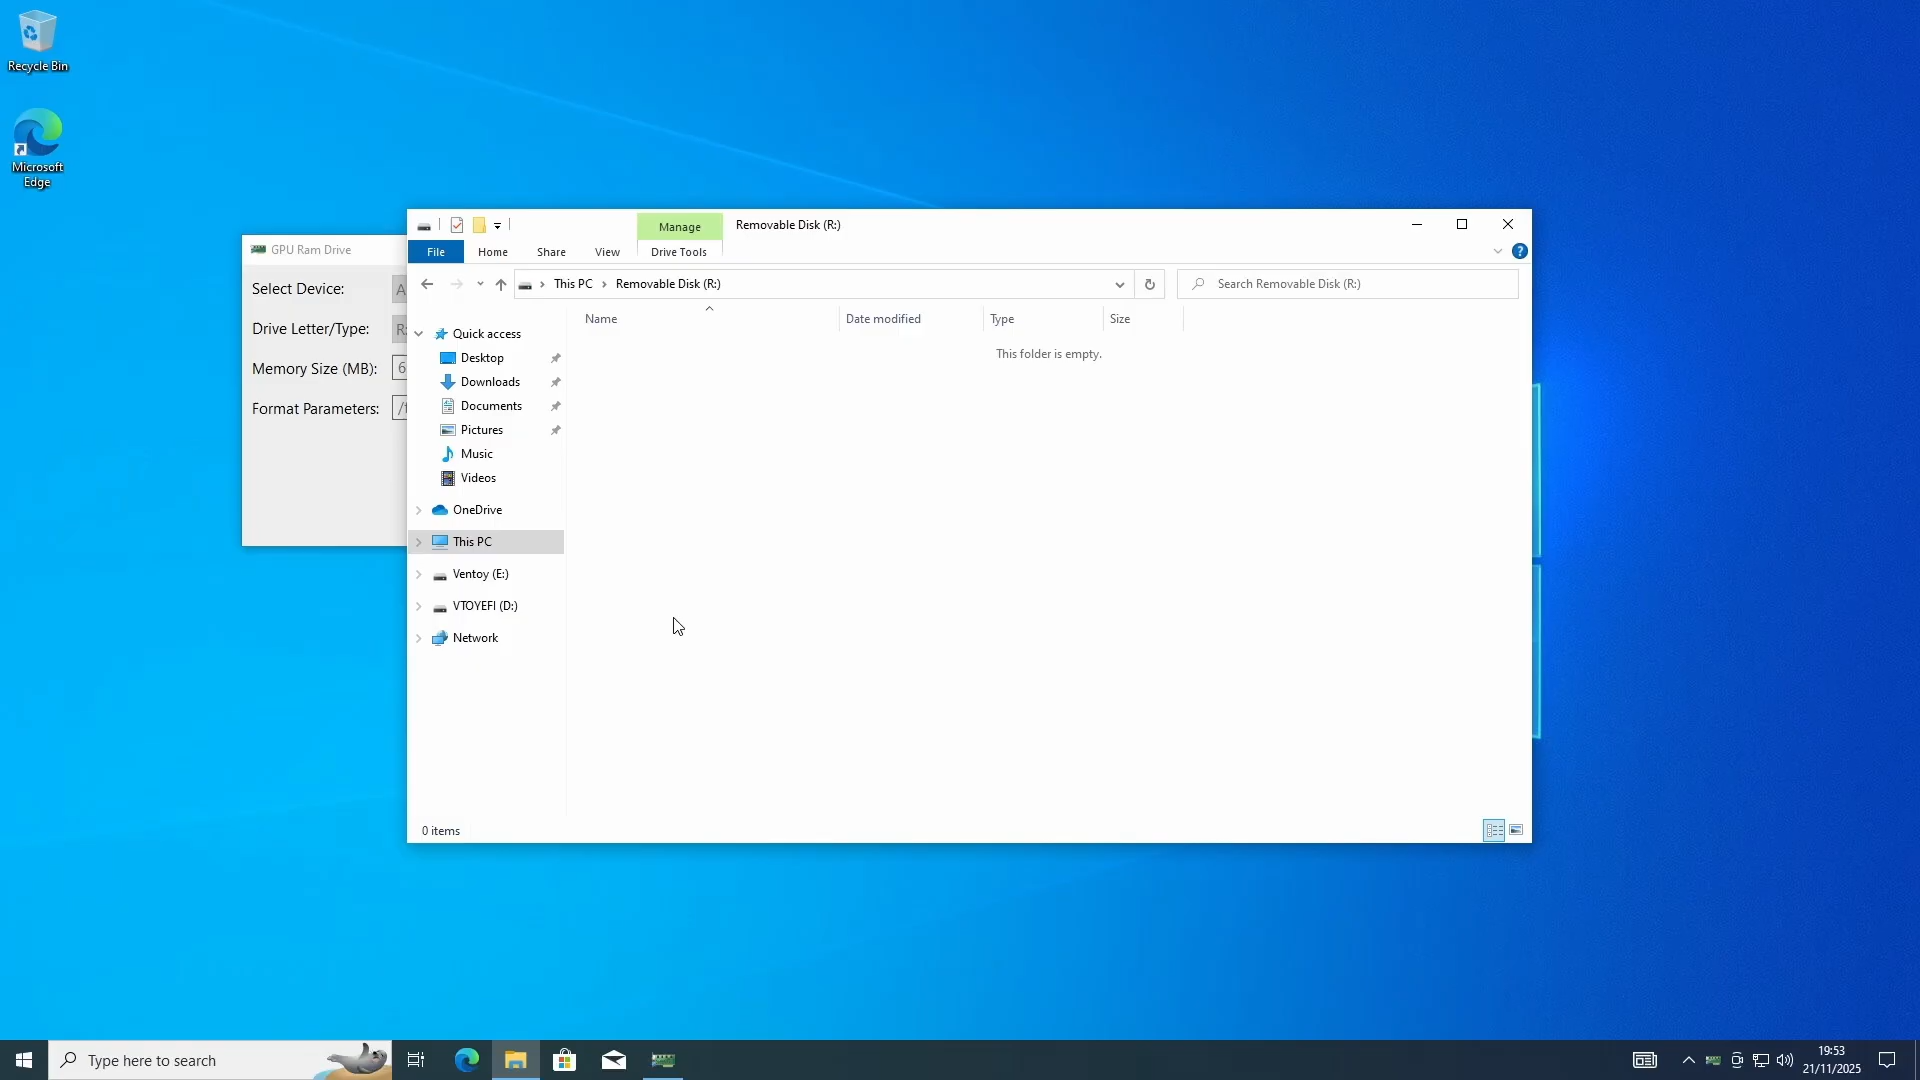 Recycle Bin
Microsoft
Edge
GPU Ram Drive
Select Device:
Drive Letter/Type:
Memory Size (MB):
Format Parameters:
Manage
Removable Disk (R:)
File
Home
Share
View
Drive Tools
This PC
Removable Disk (R:)
Search Removable Disk (R:)
Name
Date modified
Type
Size
This folder is empty.
Quick access
Desktop
Downloads
Documents
Pictures
Music
Videos
OneDrive
This PC
Ventoy (E:)
VTOYEFI (D:)
Network
0 items
Type here to search
19:53
21/11/2025